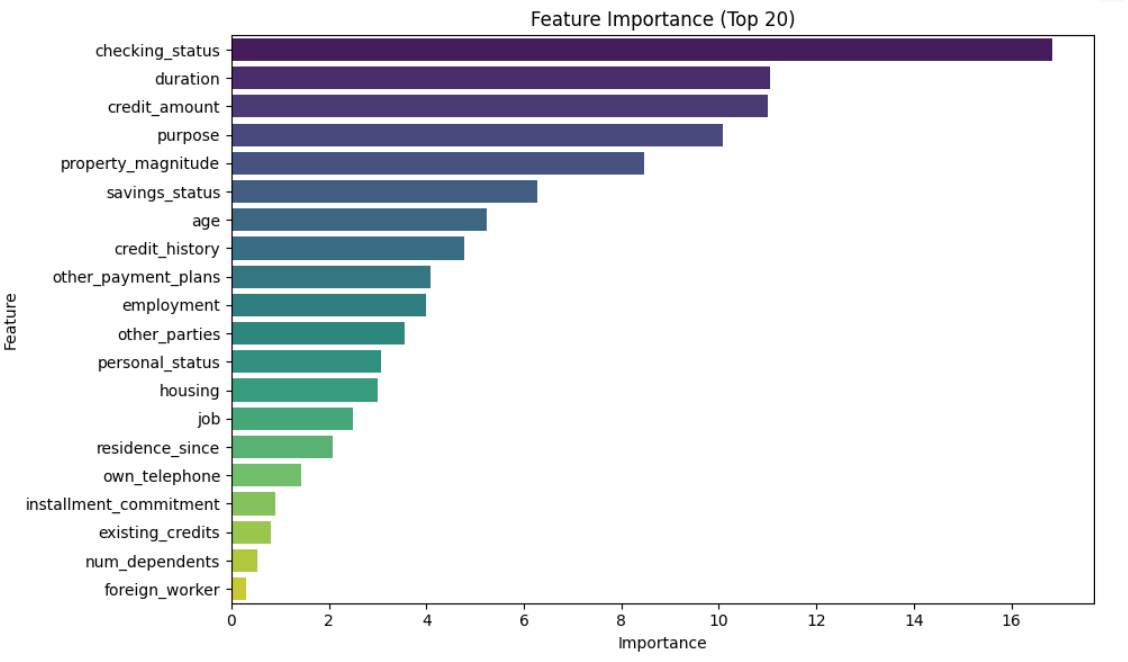 Feature Importance (Top 20)
checking_status
duration
credit_amount
purpose
property_magnitude
savings_status
age
credit_history
other_payment_plans
employment
other_parties
personal_status
housing
job
residence_since
own_telephone
installment_commitment
existing_credits
num_dependents
foreign_worker
Feature
0 2 4 6 8 10 12 14 16
Importance